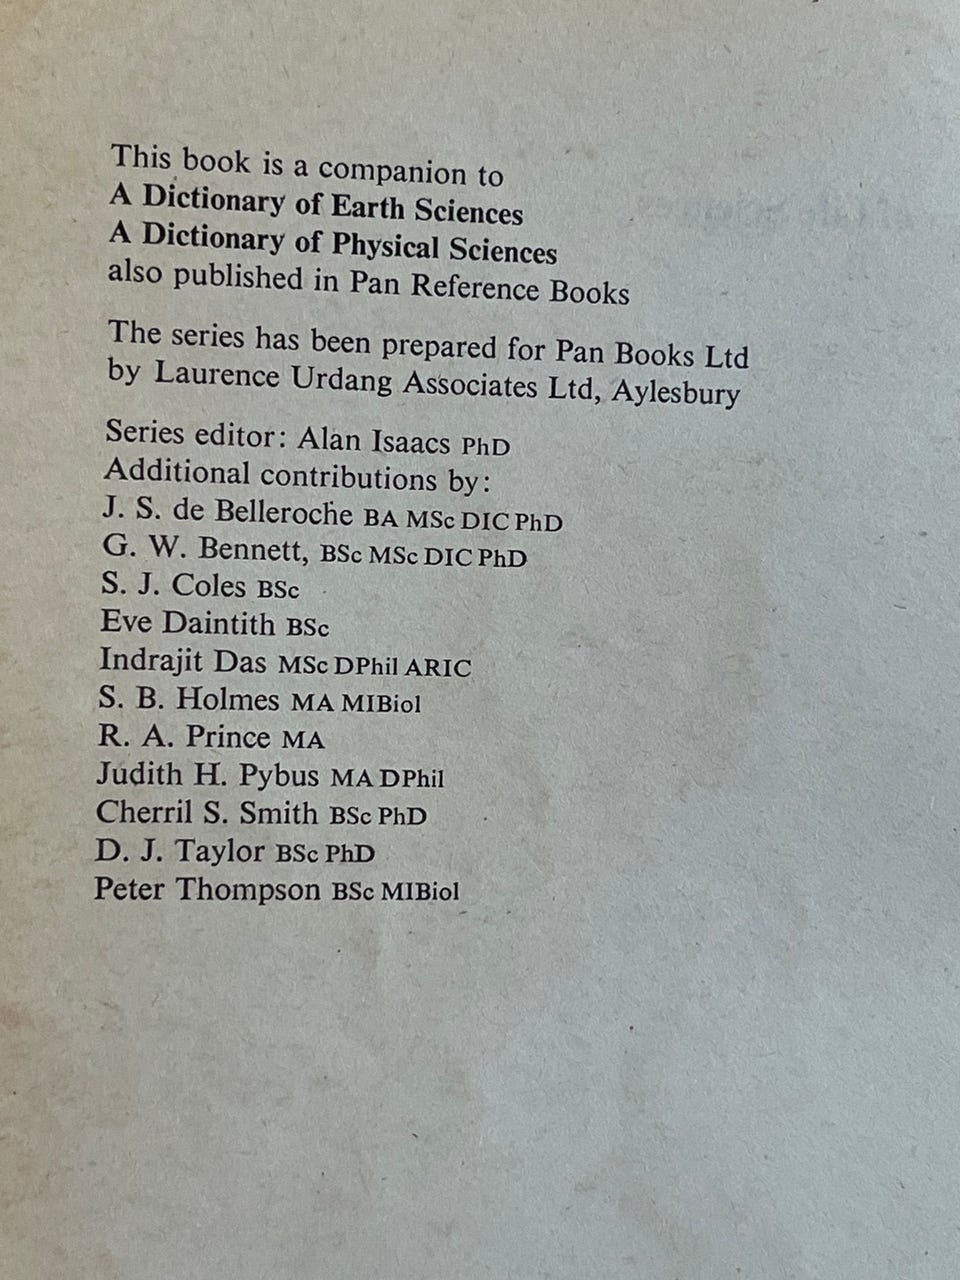 This book is a companion to
A Dictionary of Earth Sciences
A Dictionary of Physical Sciences
also published in Pan Reference Books
The series has been prepared for Pan Books Ltd
by Laurence Urdang Associates Ltd, Aylesbury
Series editor: Alan Isaacs PhD
Additional contributions by:
J. S. de Belleroche BA MSc DIC PhD
G. W. Bennett, BSc MSc DIC PhD
S. J. Coles BSc
Eve Daintith BSc
Indrajit Das MSc DPhil ARIC
S. B. Holmes MA MIBiol
R. A. Prince MA
Judith H. Pybus MA DPhil
Cherril S. Smith BSc PhD
D. J. Taylor BSc PhD
Peter Thompson BSc MIBiol